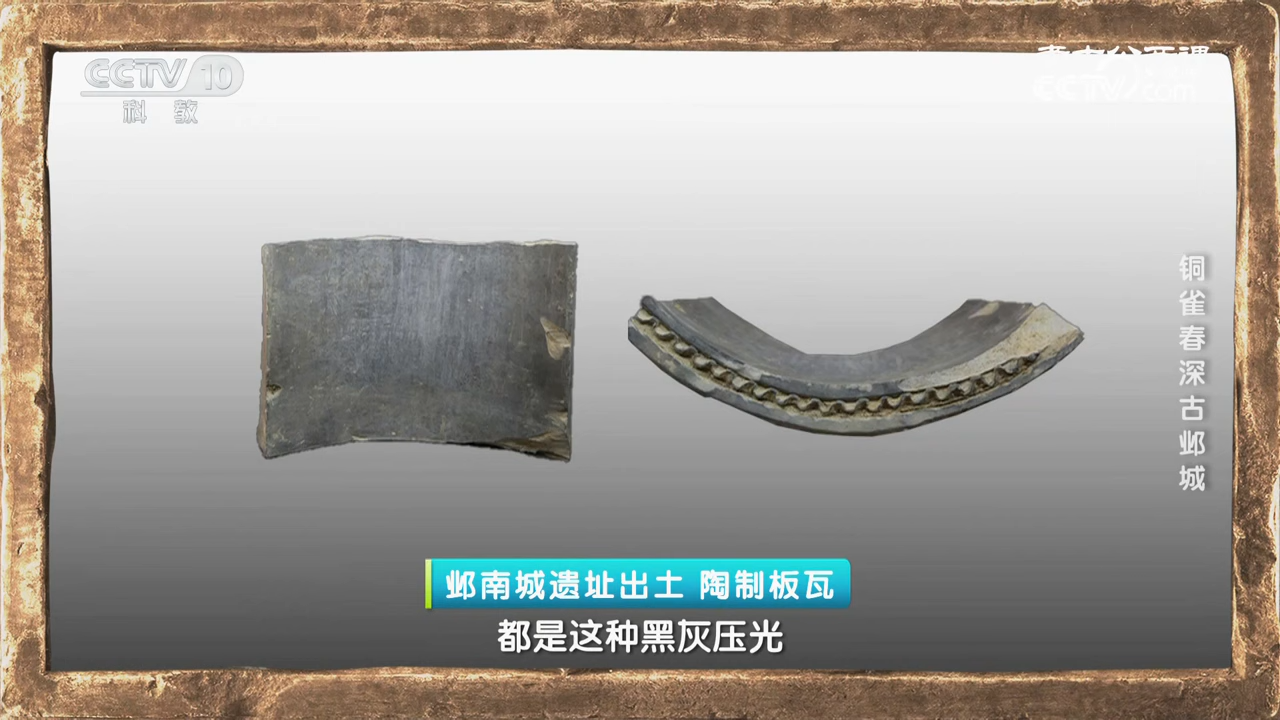 CCTV 10
科教
CCTV.com
铜雀春深古邺城
邺南城遗址出土 陶制板瓦
都是这种黑灰压光